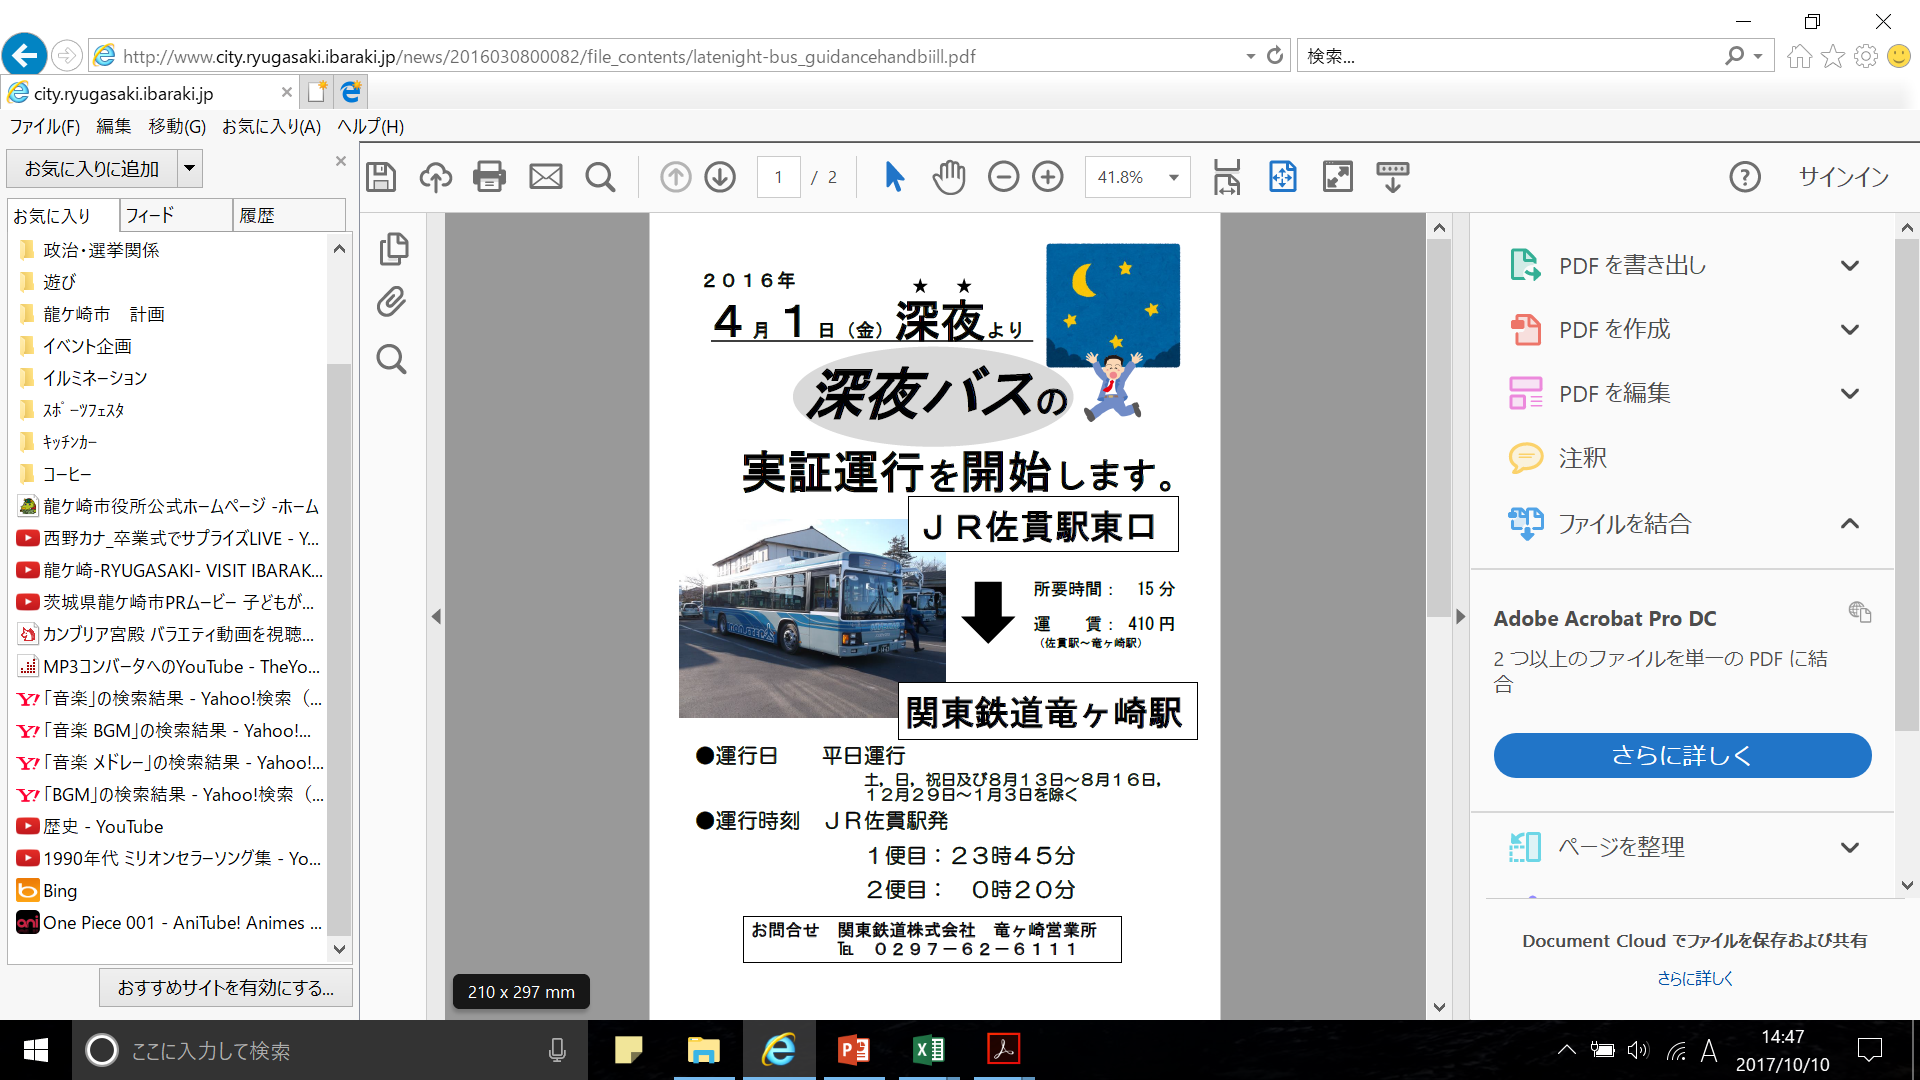 http://www.city.ryugasaki.ibaraki.jp/news/2016030800082/file_contents/latenight-bus_guidancehandbiill.pdf
検索...
city.ryugasaki.ibaraki.jp
ファイル(F) 編集 移動(G) お気に入り(A) ヘルプ(H)
お気に入りに追加
お気に入り フィード 履歴
政治・選挙関係
遊び
龍ケ崎市 計画
イベント企画
イルミネーション
ｽﾎﾟｰﾂﾌｪｽﾀ
ｷｯﾁﾝｶｰ
コーヒー
龍ケ崎市役所公式ホームページ -ホーム
西野カナ_卒業式でサプライズLIVE - Y...
龍ケ崎-RYUGASAKI- VISIT IBARAK...
茨城県龍ケ崎市PRムービー 子どもが...
カンブリア宮殿 バラエティ動画を視聴...
MP3コンバータへのYouTube - TheYo...
「音楽」の検索結果 - Yahoo!検索（...
「音楽 BGM」の検索結果 - Yahoo!...
「音楽 メドレー」の検索結果 - Yahoo!...
「BGM」の検索結果 - Yahoo!検索（...
歴史 - YouTube
1990年代 ミリオンセラーソング集 - Yo...
Bing
One Piece 001 - AniTube! Animes ...
おすすめサイトを有効にする...
1 / 2
41.8%
サインイン
２０１６年
４月１日（金）深夜より
深夜バスの
実証運行を開始します。
ＪＲ佐貫駅東口
所要時間： 15 分
運 賃： 410 円
（佐貫駅～竜ヶ崎駅）
関東鉄道竜ヶ崎駅
●運行日 平日運行
土，日，祝日及び８月１３日～８月１６日，
１２月２９日～１月３日を除く
●運行時刻 ＪＲ佐貫駅発
１便目：２３時４５分
２便目： ０時２０分
お問合せ 関東鉄道株式会社 竜ヶ崎営業所
℡ ０２９７－６２－６１１１
210 x 297 mm
PDF を書き出し
PDF を作成
PDF を編集
注釈
ファイルを結合
Adobe Acrobat Pro DC
2 つ以上のファイルを単一の PDF に結
合
さらに詳しく
ページを整理
Document Cloud でファイルを保存および共有
さらに詳しく
ここに入力して検索
A
14:47
2017/10/10